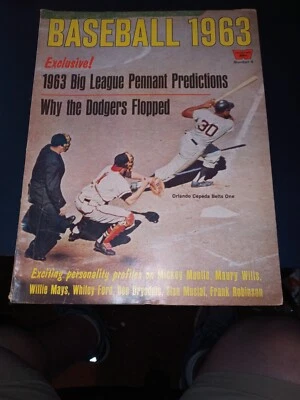 BASEBALL 1963
Exclusive!
1963 Big League Pennant Predictions
Why the Dodgers Flopped
30
Orlando Cepeda Belts One
Exciting personality profiles on Mickey Mantle, Maury Wills,
Willie Mays, Whitey Ford, Don Drysdale, Stan Musial, Frank Robinson